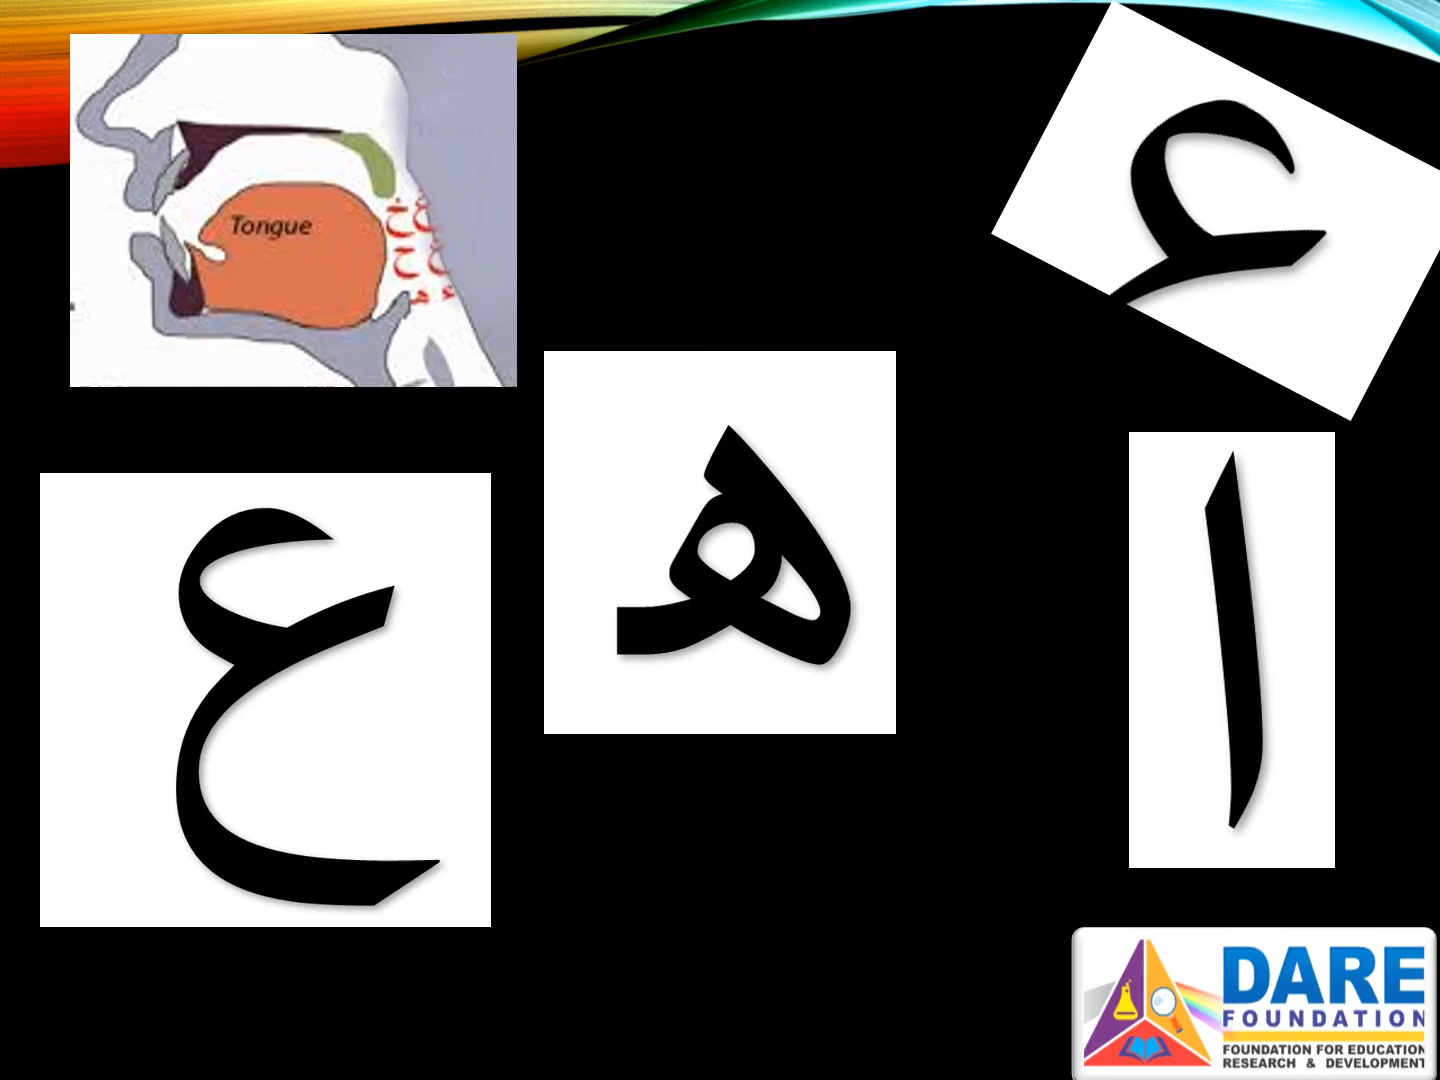 Tongue
خ غ
ح ع
ه ء
ء
ه
ع
ا
DARE
FOUNDATION
FOUNDATION FOR EDUCATION
RESEARCH & DEVELOPMENT